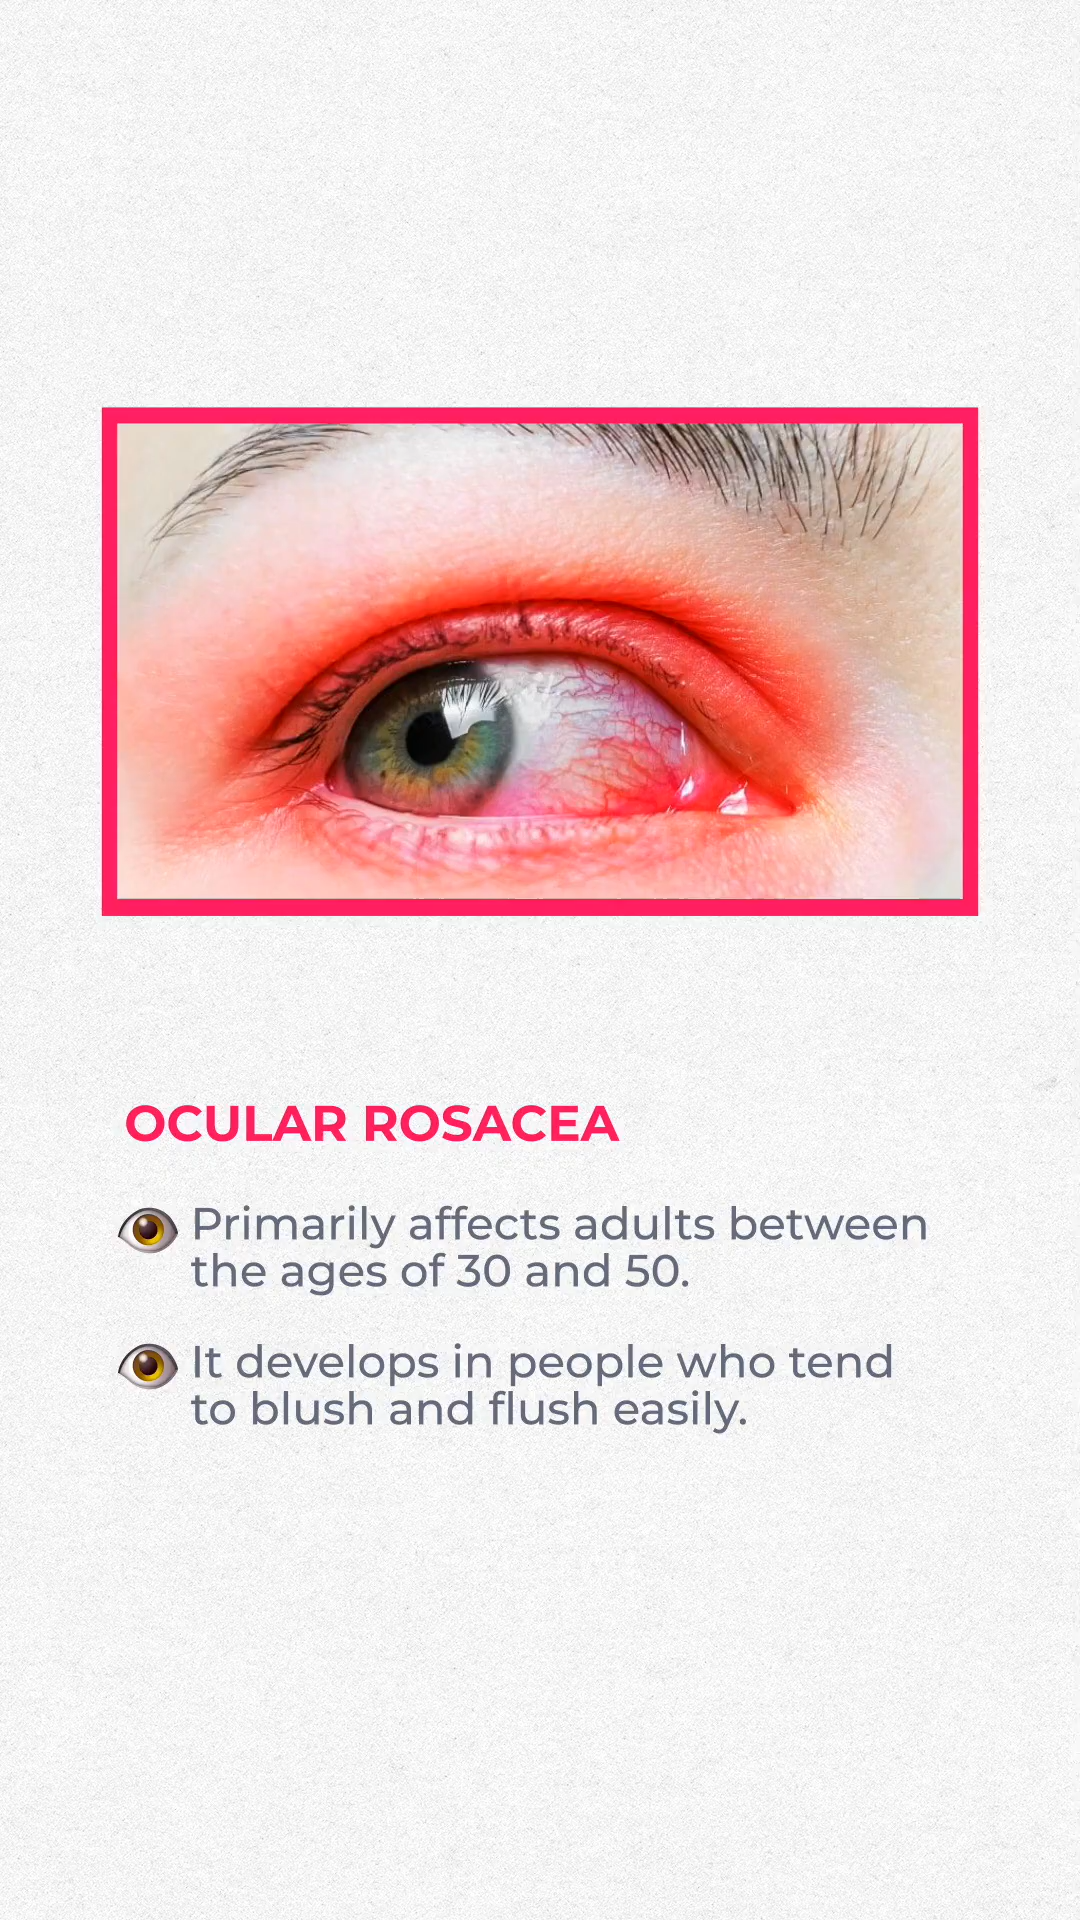 OCULAR ROSACEA
Primarily affects adults between
the ages of 30 and 50.
It develops in people who tend
to blush and flush easily.